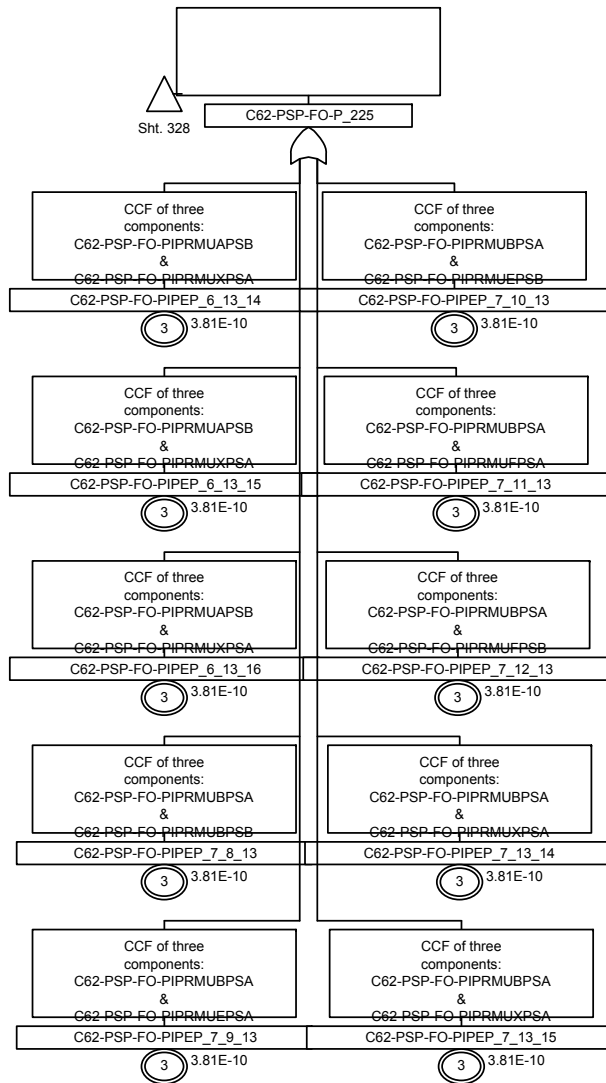 Sht. 328
C62-PSP-FO-P_225
CCF of three
components:
C62-PSP-FO-PIPRMUAPSB
&
C62-PSP-FO-PIPRMUXPSA
C62-PSP-FO-PIPEP_6_13_14
3
3.81E-10
CCF of three
components:
C62-PSP-FO-PIPRMUBPSA
&
C62-PSP-FO-PIPRMUEPSB
C62-PSP-FO-PIPEP_7_10_13
3
3.81E-10
CCF of three
components:
C62-PSP-FO-PIPRMUAPSB
&
C62-PSP-FO-PIPRMUXPSA
C62-PSP-FO-PIPEP_6_13_15
3
3.81E-10
CCF of three
components:
C62-PSP-FO-PIPRMUBPSA
&
C62-PSP-FO-PIPRMUFPSA
C62-PSP-FO-PIPEP_7_11_13
3
3.81E-10
CCF of three
components:
C62-PSP-FO-PIPRMUAPSB
&
C62-PSP-FO-PIPRMUXPSA
C62-PSP-FO-PIPEP_6_13_16
3
3.81E-10
CCF of three
components:
C62-PSP-FO-PIPRMUBPSA
&
C62-PSP-FO-PIPRMUFPSB
C62-PSP-FO-PIPEP_7_12_13
3
3.81E-10
CCF of three
components:
C62-PSP-FO-PIPRMUBPSA
&
C62-PSP-FO-PIPRMUBPSB
C62-PSP-FO-PIPEP_7_8_13
3
3.81E-10
CCF of three
components:
C62-PSP-FO-PIPRMUBPSA
&
C62-PSP-FO-PIPRMUXPSA
C62-PSP-FO-PIPEP_7_13_14
3
3.81E-10
CCF of three
components:
C62-PSP-FO-PIPRMUBPSA
&
C62-PSP-FO-PIPRMUEPSA
C62-PSP-FO-PIPEP_7_9_13
3
3.81E-10
CCF of three
components:
C62-PSP-FO-PIPRMUBPSA
&
C62-PSP-FO-PIPRMUXPSA
C62-PSP-FO-PIPEP_7_13_15
3
3.81E-10